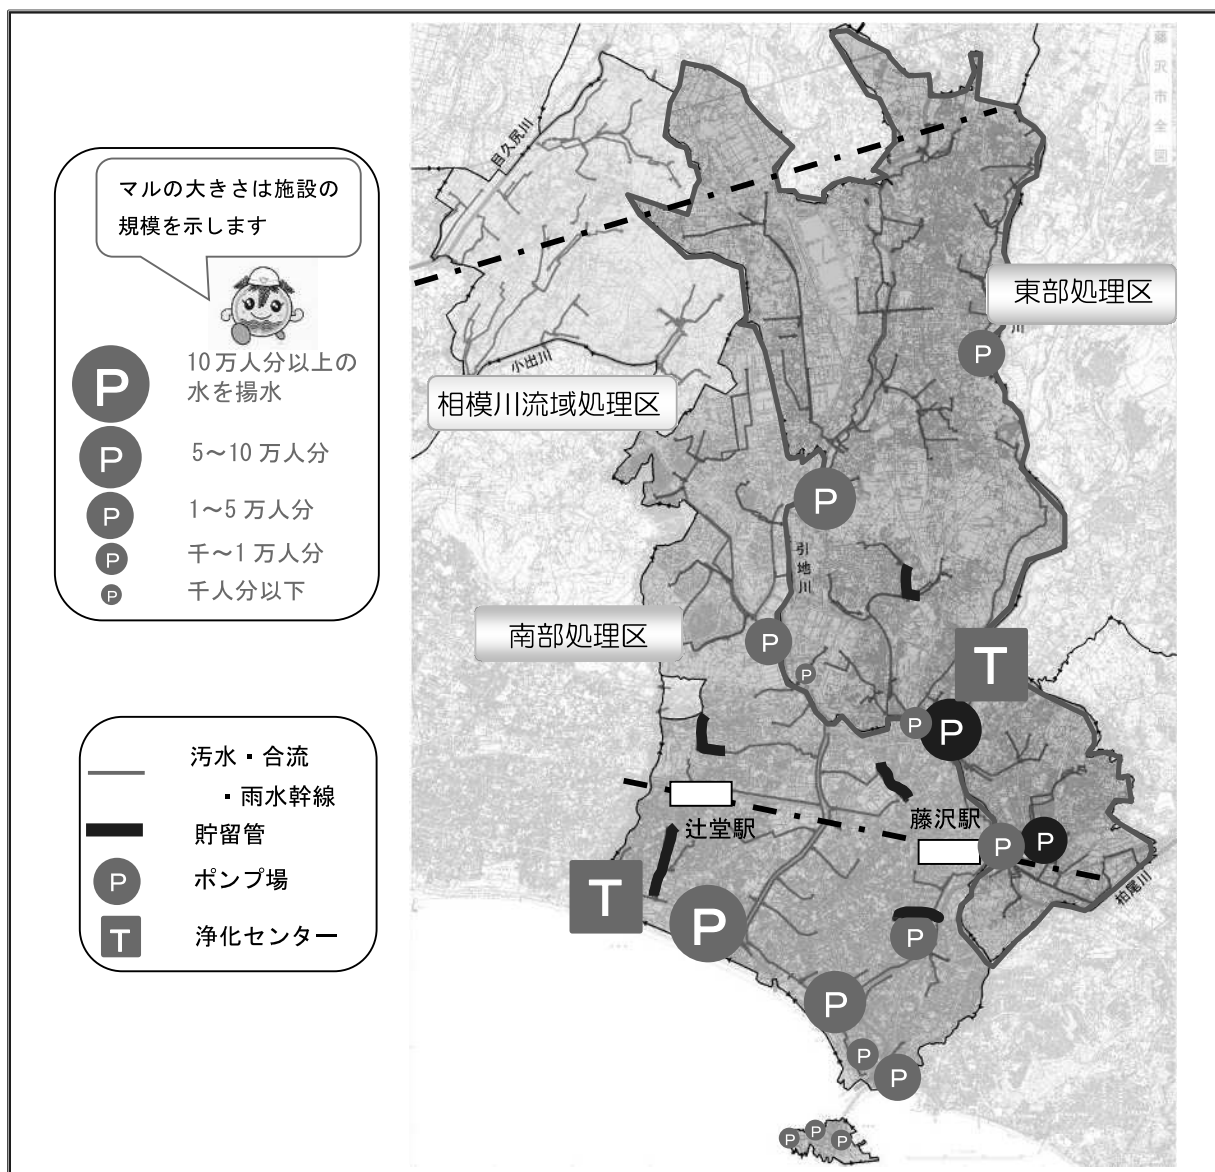 マルの大きさは施設の
規模を示します
P
10万人分以上の
水を揚水
P
5～10 万人分
P
1～5 万人分
P
千～1 万人分
P
千人分以下
汚水・合流
・雨水幹線
貯留管
P
ポンプ場
T
浄化センター
藤沢市全図
目久尻川
小出川
相模川流域処理区
東部処理区
川
P
P
引地川
南部処理区
P
P
T
P
P
辻堂駅
藤沢駅
P
P
柏尾川
T
P
P
P
P
P
P
P
P